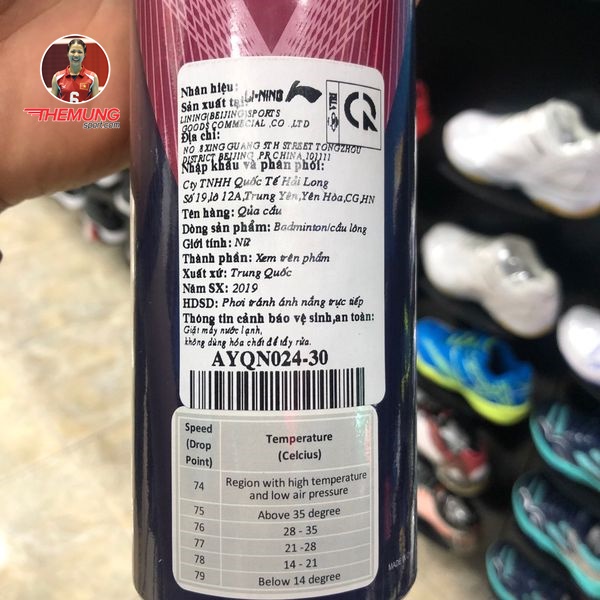 6
THEMUNG
sport.com
Nhãn hiệu: LI-NING
Sản xuất tại:
LINING(BEIJING)SPORTS
GOODS COMMECIAL ,CO .,LTD
Địa chỉ:
NO 8 XING GUANG 5TH STREET TONGZHOU
DISTRICT BEIJING ,PR.CHINA,101111
Nhập khẩu và phân phối:
Cty TNHH Quốc Tế Hải Long
Số 19,lô 12A,Trung Yên,Yên Hòa,CG,HN
Tên hàng: Qủa cầu
Dòng sản phẩm: Badminton/cầu lông
Giới tính: Nữ
Thành phần: Xem trên phẩm
Xuất xứ: Trung Quốc
Năm SX: 2019
HDSD: Phơi tránh ánh nắng trực tiếp
Thông tin cảnh báo vệ sinh,an toàn:
Giặt máy nước lạnh,
không dùng hóa chất để tẩy rửa.
AYQN024-30
Speed (Drop Point) Temperature (Celcius)
74 Region with high temperature and low air pressure
75 Above 35 degree
76 28 - 35
77 21 -28
78 14 - 21
79 Below 14 degree
MADE IN